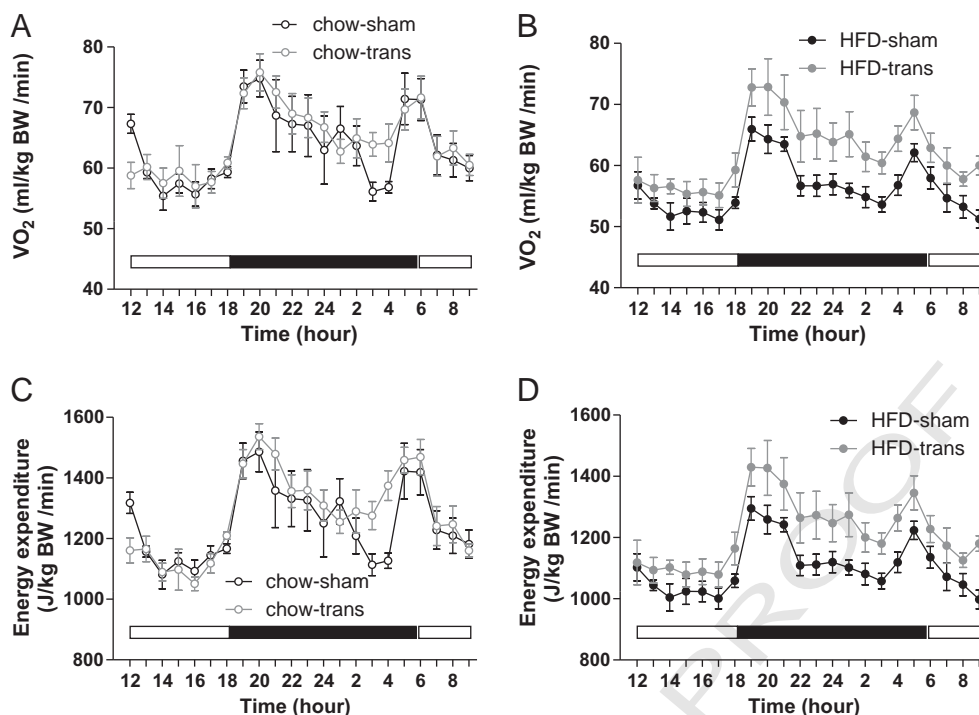 A
chow-sham
chow-trans
VO2 (ml/kg BW /min)
80
70
60
50
40
12 14 16 18 20 22 24 2 4 6 8
Time (hour)
B
HFD-sham
HFD-trans
VO2 (ml/kg BW /min)
80
70
60
50
40
12 14 16 18 20 22 24 2 4 6 8
Time (hour)
C
Energy expenditure
(J/kg BW /min)
1600
1400
1200
1000
800
chow-sham
chow-trans
12 14 16 18 20 22 24 2 4 6 8
Time (hour)
D
HFD-sham
HFD-trans
Energy expenditure
(J/kg BW /min)
1600
1400
1200
1000
800
12 14 16 18 20 22 24 2 4 6 8
Time (hour)
PROOF